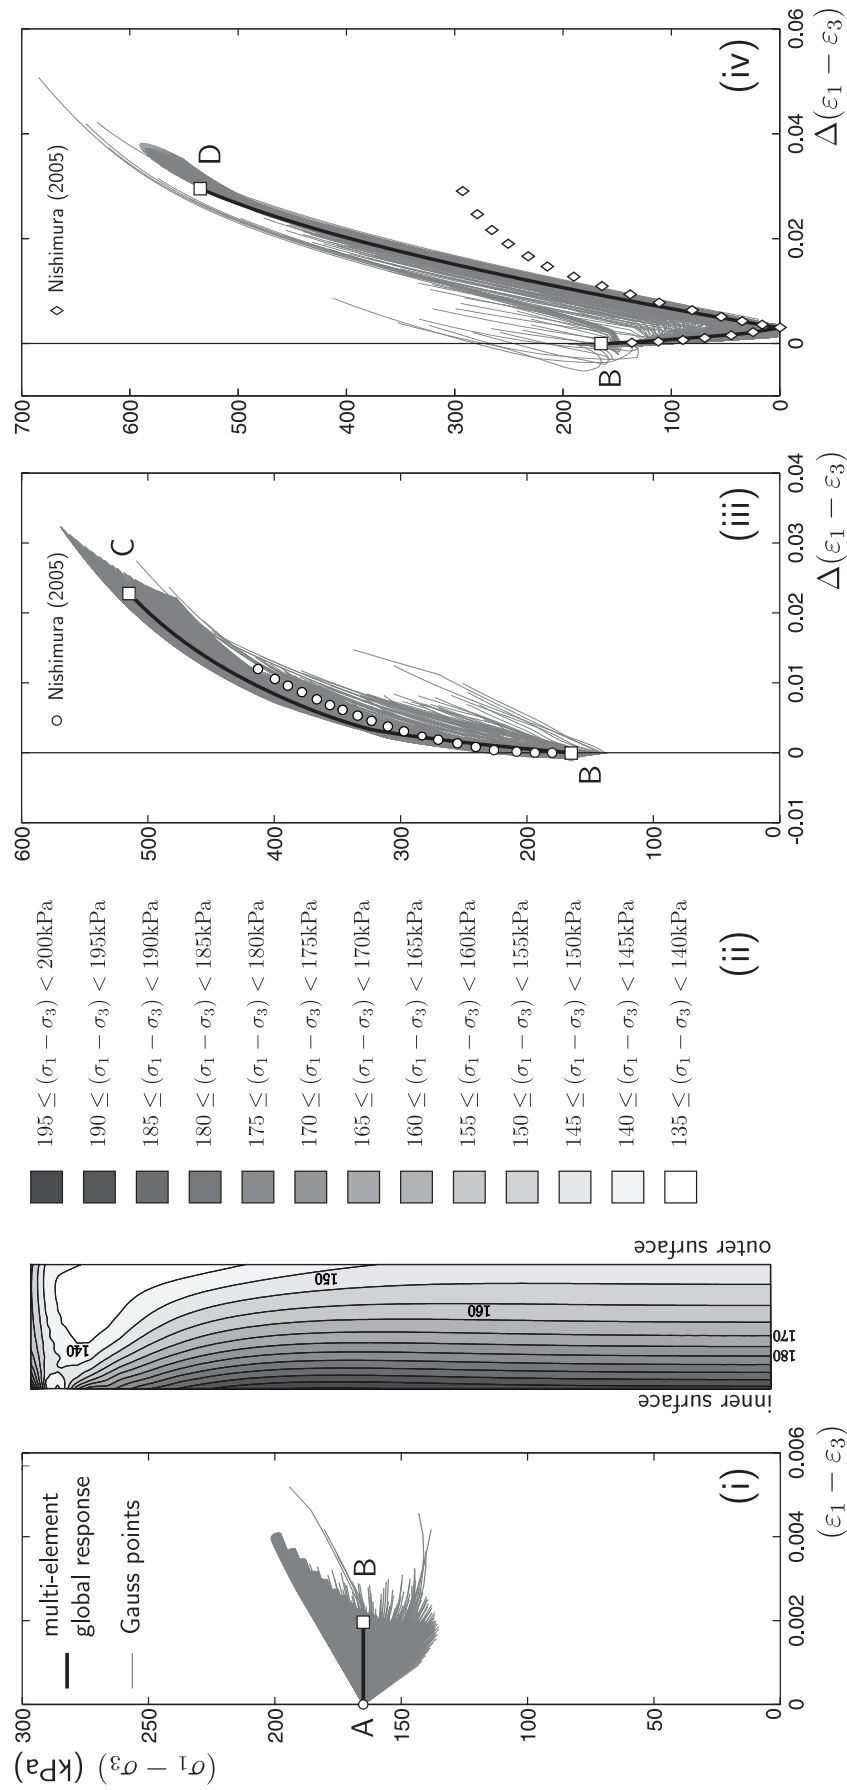 (σ₁ − σ₃) (kPa)
300
250
200
150
100
50
0
multi-element
global response
Gauss points
A
B
(i)
0
0.002
0.004
0.006
(ε₁ − ε₃)
inner surface
outer surface
140
150
160
170
180
195 ≤ (σ₁ − σ₃) < 200kPa
190 ≤ (σ₁ − σ₃) < 195kPa
185 ≤ (σ₁ − σ₃) < 190kPa
180 ≤ (σ₁ − σ₃) < 185kPa
175 ≤ (σ₁ − σ₃) < 180kPa
170 ≤ (σ₁ − σ₃) < 175kPa
165 ≤ (σ₁ − σ₃) < 170kPa
160 ≤ (σ₁ − σ₃) < 165kPa
155 ≤ (σ₁ − σ₃) < 160kPa
150 ≤ (σ₁ − σ₃) < 155kPa
145 ≤ (σ₁ − σ₃) < 150kPa
140 ≤ (σ₁ − σ₃) < 145kPa
135 ≤ (σ₁ − σ₃) < 140kPa
(ii)
600
500
400
300
200
100
0
Nishimura (2005)
C
B
(iii)
-0.01
0
0.01
0.02
0.03
0.04
Δ(ε₁ − ε₃)
700
600
500
400
300
200
100
0
Nishimura (2005)
D
B
(iv)
0
0.02
0.04
0.06
Δ(ε₁ − ε₃)